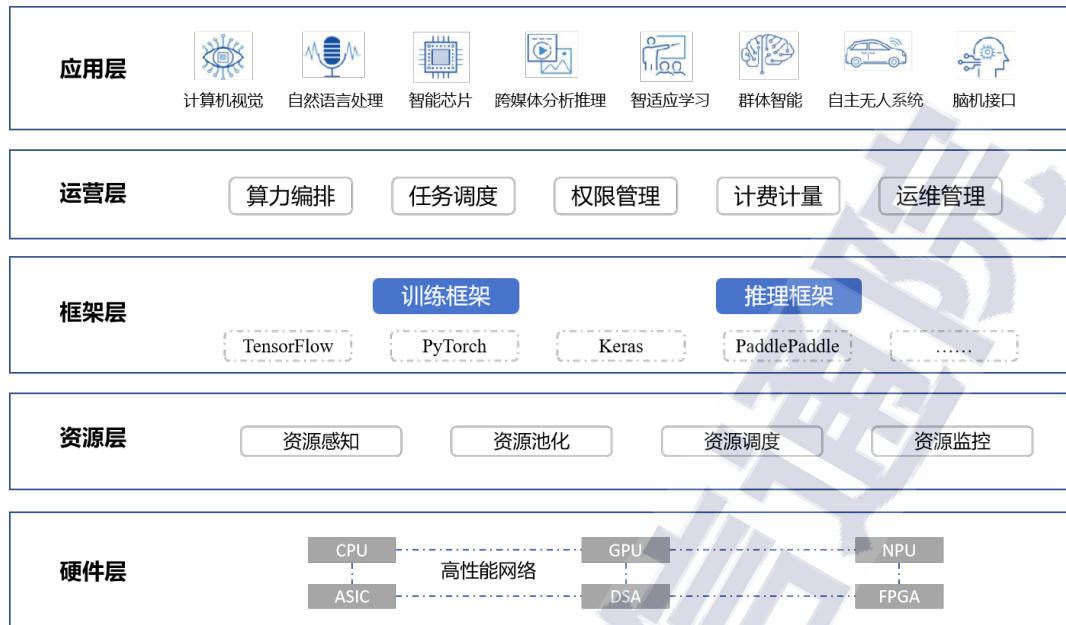 应用层
计算机视觉 自然语言处理 智能芯片 跨媒体分析推理 智适应学习 群体智能 自主无人系统 脑机接口
运营层
算力编排 任务调度 权限管理 计费计量 运维管理
框架层
训练框架 推理框架
TensorFlow PyTorch Keras PaddlePaddle ……
资源层
资源感知 资源池化 资源调度 资源监控
硬件层
CPU GPU NPU
高性能网络
ASIC DSA FPGA
信通院